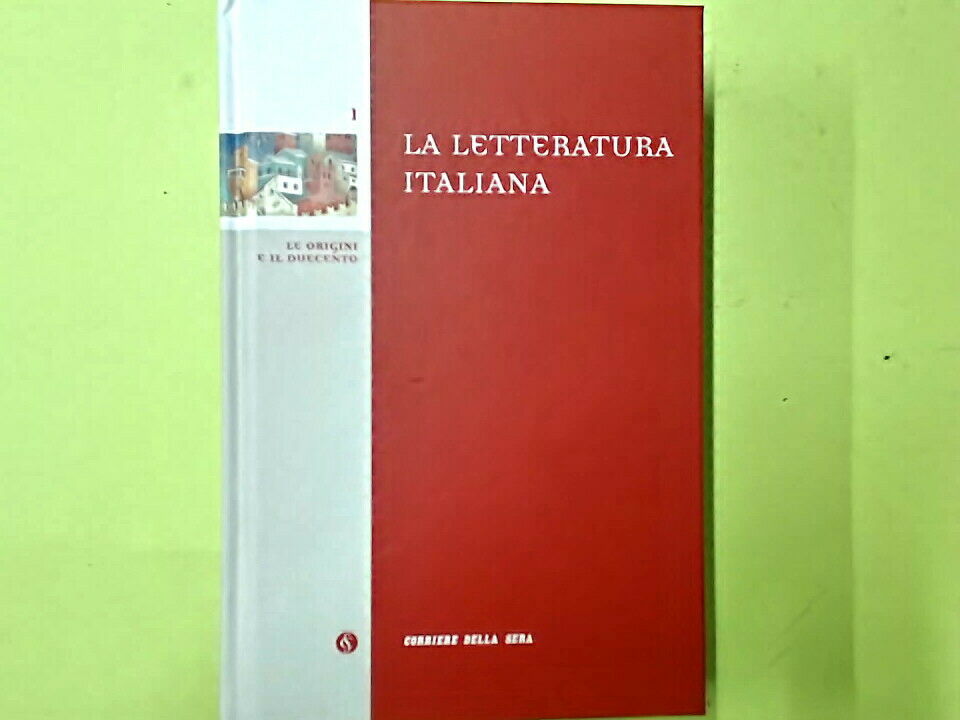 1
LE ORIGINI
E IL DUECENTO
LA LETTERATURA
ITALIANA
CORRIERE DELLA SERA